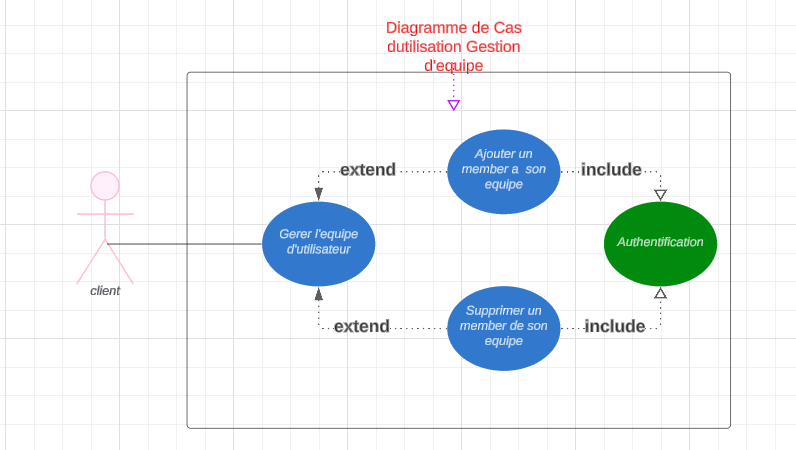 Diagramme de Cas
dutilisation Gestion
d'equipe
extend
Ajouter un
member a son
equipe
include
Gerer l'equipe
d'utilisateur
Authentification
client
extend
Supprimer un
member de son
equipe
include